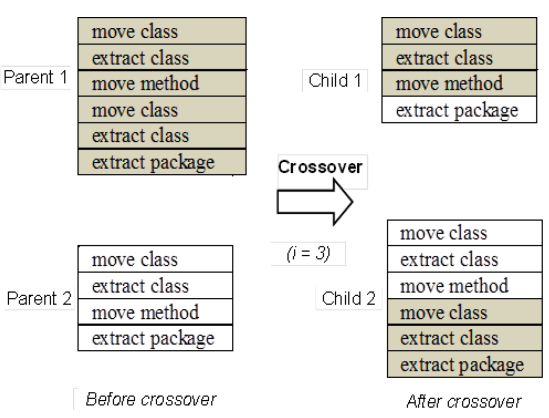 Parent 1
move class
extract class
move method
move class
extract class
extract package
Child 1
move class
extract class
move method
extract package
Crossover
(i = 3)
Parent 2
move class
extract class
move method
extract package
Child 2
move class
extract class
move method
move class
extract class
extract package
Before crossover
After crossover